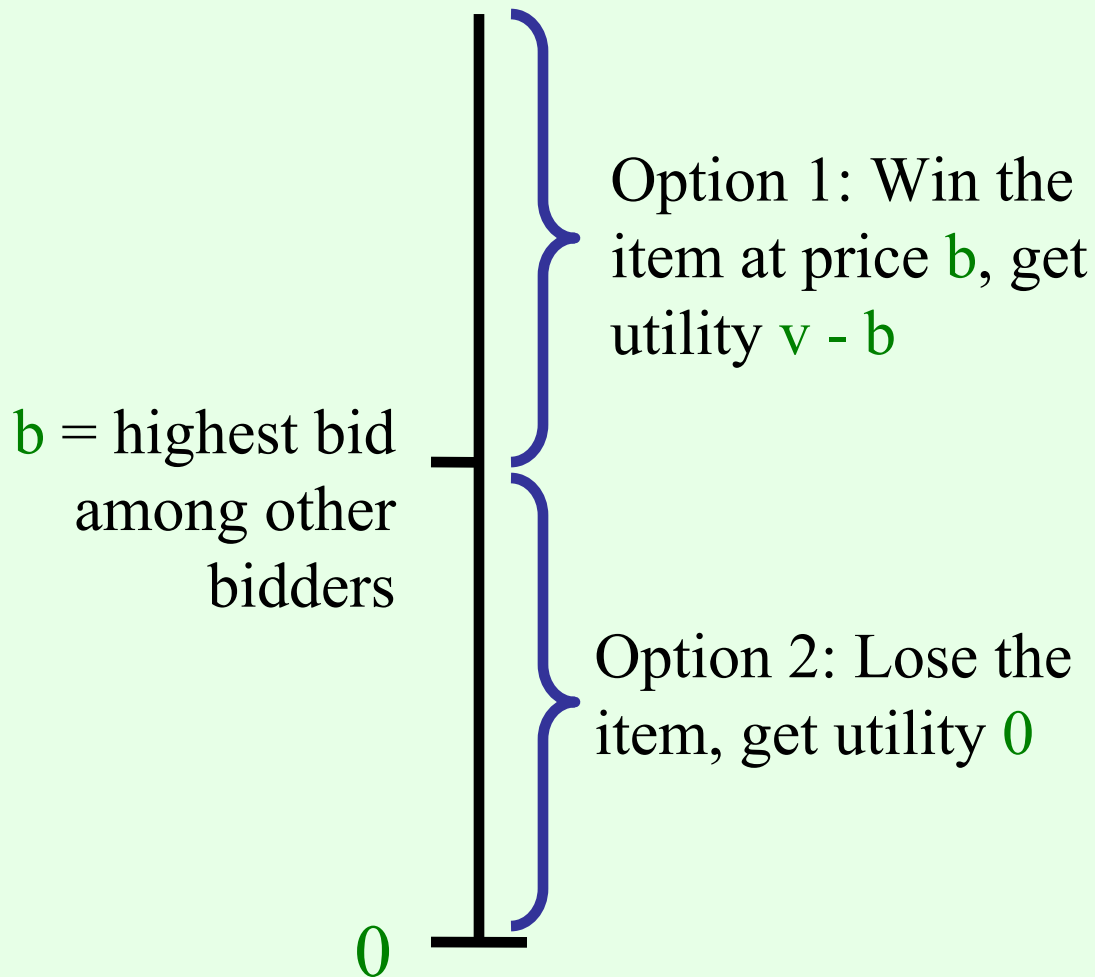 Option 1: Win the
item at price b, get
utility v - b
b = highest bid
among other
bidders
Option 2: Lose the
item, get utility 0
0